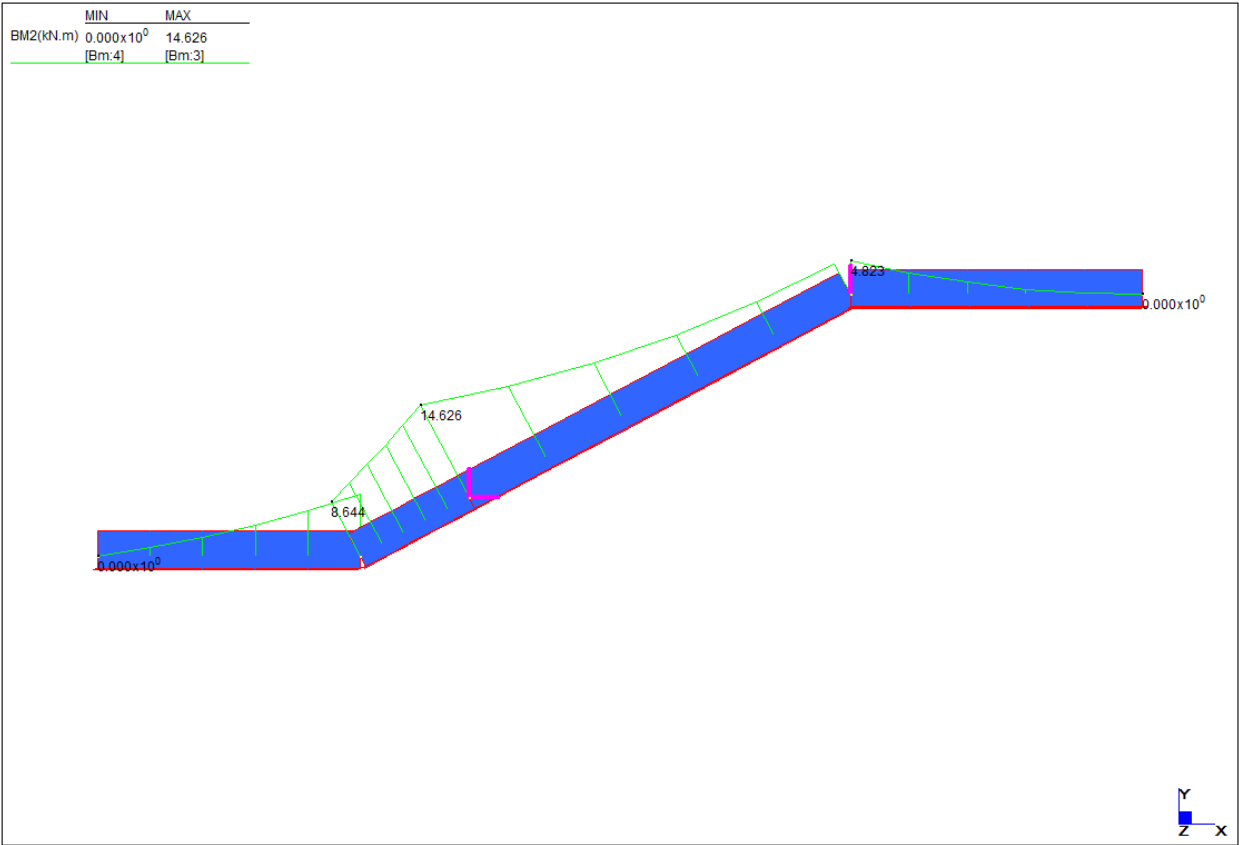 MIN MAX
BM2(kN.m) 0.000x10⁰ 14.626
[Bm:4] [Bm:3]
4.823
0.000x10⁰
14.626
8.644
0.000x10⁰
Y
Z X